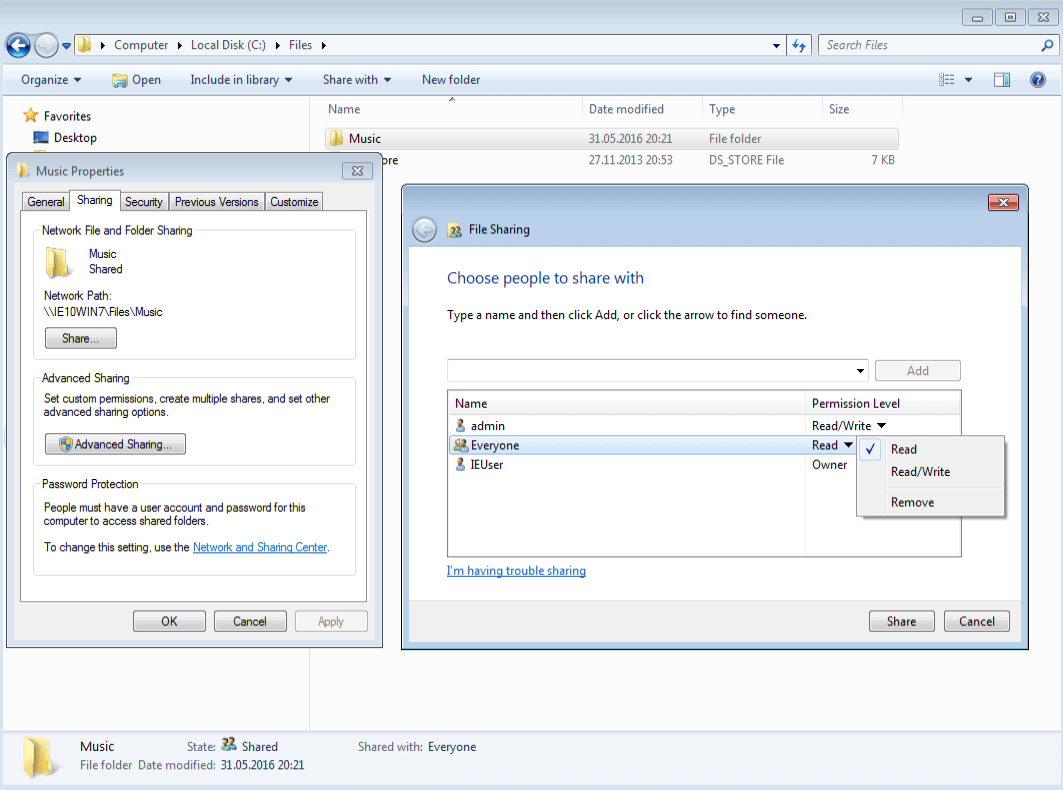 Computer Local Disk (C:) Files
Search Files
Organize Open Include in library Share with New folder
Favorites
Desktop
Name Date modified Type Size
Music 31.05.2016 20:21 File folder
ore 27.11.2013 20:53 DS_STORE File 7 KB
Music Properties
General Sharing Security Previous Versions Customize
Network File and Folder Sharing
Music
Shared
Network Path:
\\IE10WIN7\Files\Music
Share...
Advanced Sharing
Set custom permissions, create multiple shares, and set other
advanced sharing options.
Advanced Sharing...
Password Protection
People must have a user account and password for this
computer to access shared folders.
To change this setting, use the Network and Sharing Center.
OK Cancel Apply
File Sharing
Choose people to share with
Type a name and then click Add, or click the arrow to find someone.
Add
Name Permission Level
admin Read/Write
Everyone Read
IEUser Owner
Read
Read/Write
Remove
I'm having trouble sharing
Share Cancel
Music State: Shared Shared with: Everyone
File folder Date modified: 31.05.2016 20:21